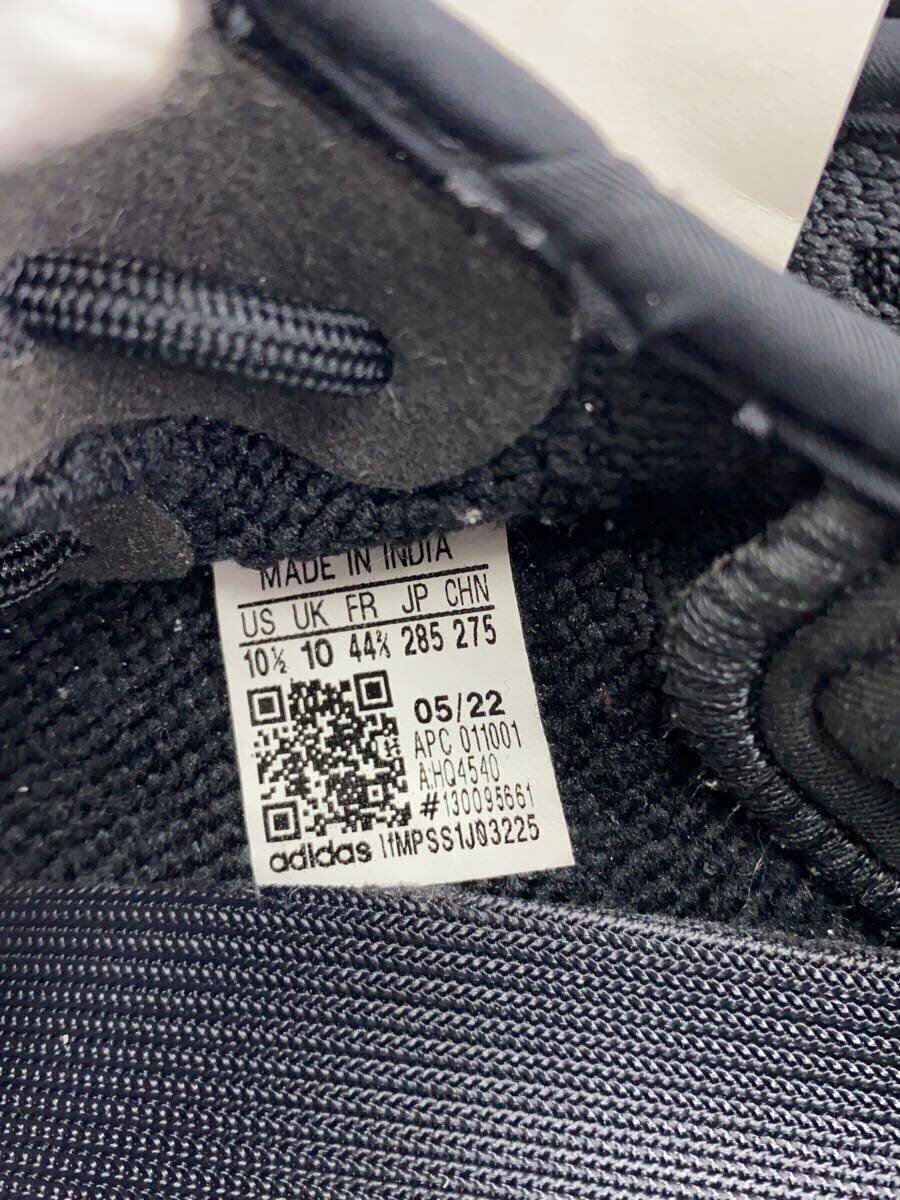 MADE IN INDIA
US UK FR JP CHN
10½ 10 44⅔ 285 275
05/22
APC 011001
AHQ4540
#130095661
adidas 1fMPSS1J03225